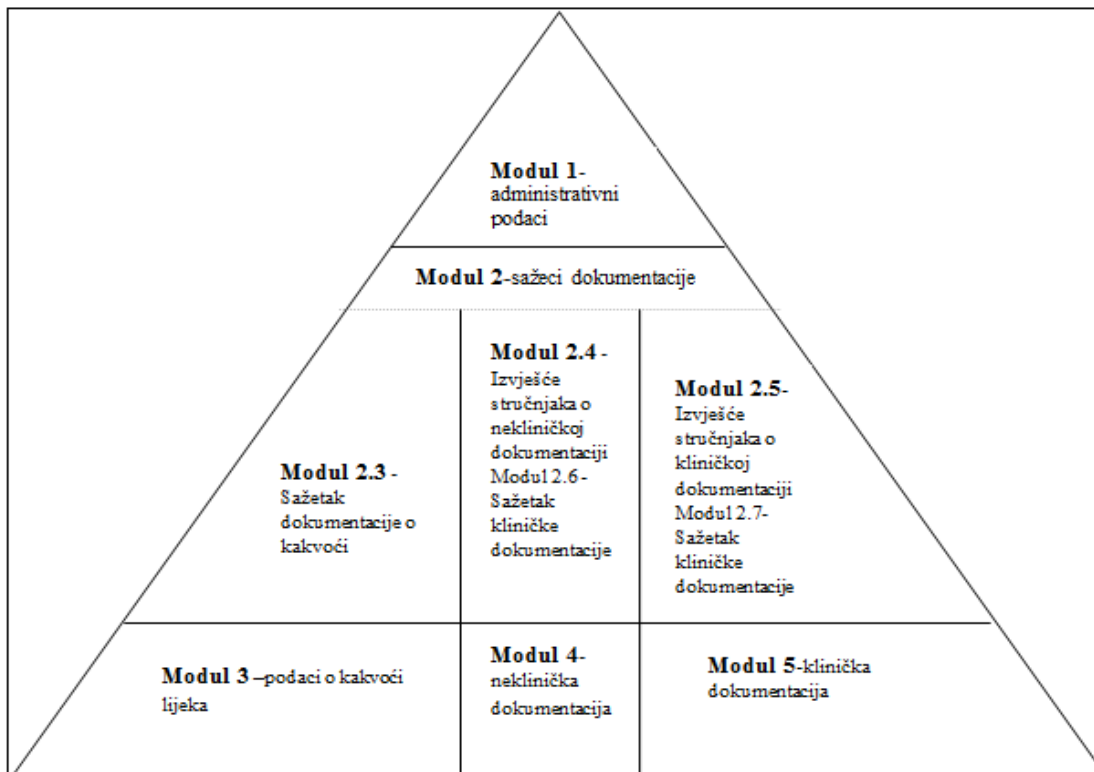 Modul 1-
administrativni
podaci
Modul 2-sažeci dokumentacije
Modul 2.3 -
Sažetak
dokumentacije o
kakvoći
Modul 2.4 -
Izvješće
stručnjaka o
nekliničkoj
dokumentaciji
Modul 2.6 -
Sažetak
kliničke
dokumentacije
Modul 2.5-
Izvješće
stručnjaka o
kliničkoj
dokumentaciji
Modul 2.7-
Sažetak
kliničke
dokumentacije
Modul 3 –podaci o kakvoći
lijeka
Modul 4-
neklinička
dokumentacija
Modul 5-klinička
dokumentacija